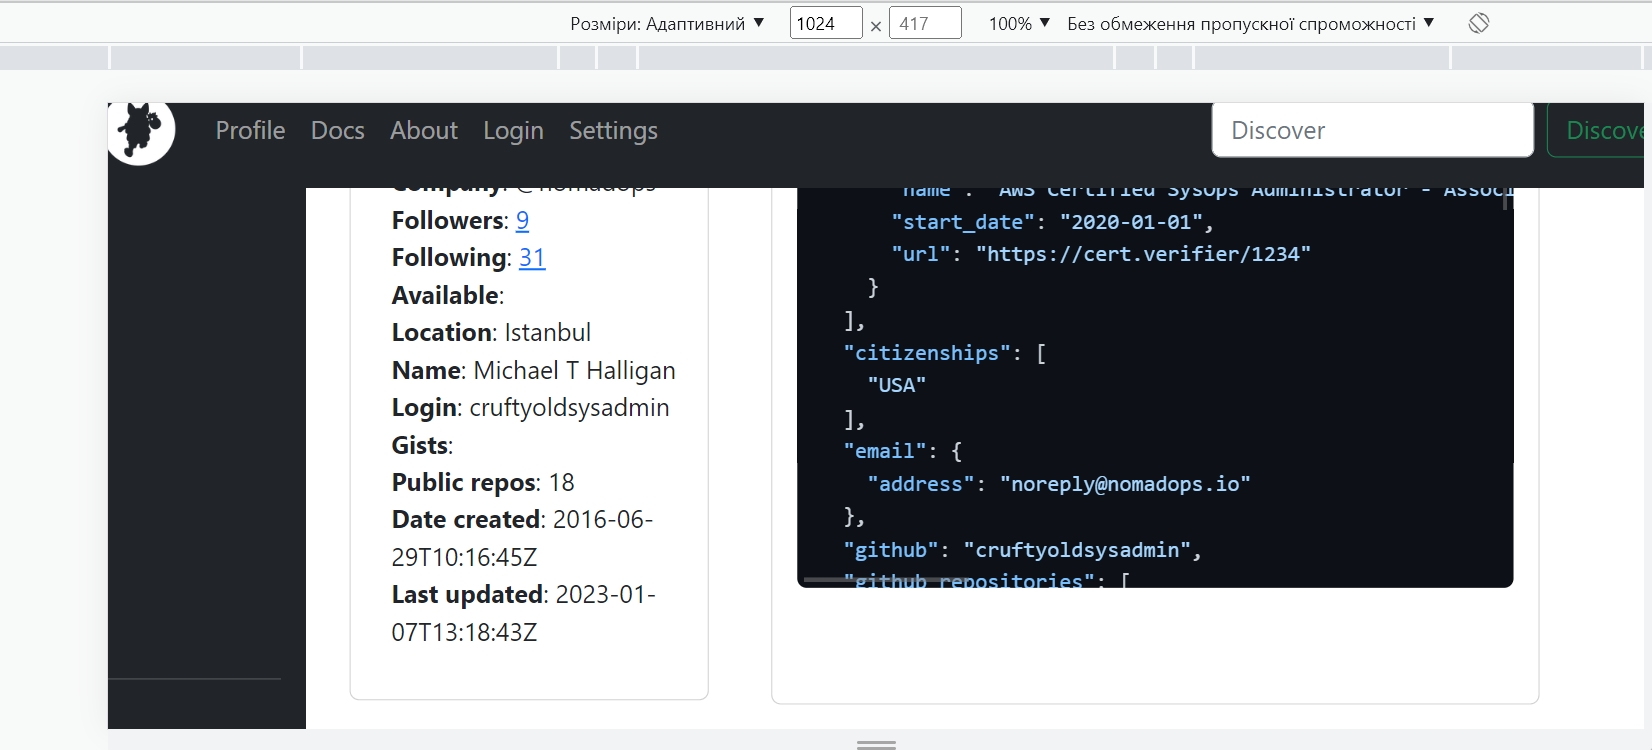 Розміри: Адаптивний ▼ 1024 × 417 100% ▼ Без обмеження пропускної спроможності ▼
Profile Docs About Login Settings Discover Discove
Company: @nomadops
Followers: 9
Following: 31
Available:
Location: Istanbul
Name: Michael T Halligan
Login: cruftyoldsysadmin
Gists:
Public repos: 18
Date created: 2016-06-
29T10:16:45Z
Last updated: 2023-01-
07T13:18:43Z
"name": "AWS Certified SysOps Administrator - Associ
"start_date": "2020-01-01",
"url": "https://cert.verifier/1234"
}
],
"citizenships": [
"USA"
],
"email": {
"address": "noreply@nomadops.io"
},
"github": "cruftyoldsysadmin",
"github_repositories": [